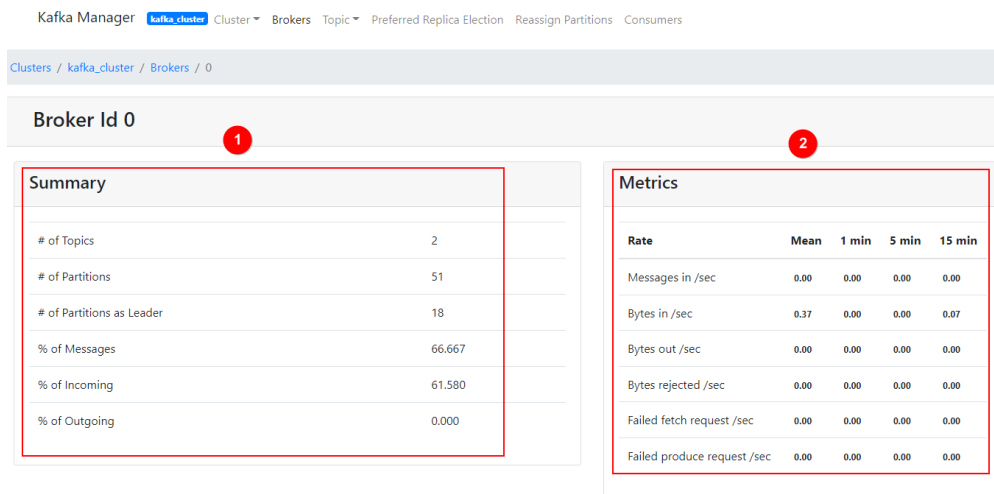 Kafka Manager kafka_cluster Cluster Brokers Topic Preferred Replica Election Reassign Partitions Consumers
Clusters / kafka_cluster / Brokers / 0
Broker Id 0
1
2
Summary
# of Topics 2
# of Partitions 51
# of Partitions as Leader 18
% of Messages 66.667
% of Incoming 61.580
% of Outgoing 0.000
Metrics
Rate Mean 1 min 5 min 15 min
Messages in /sec 0.00 0.00 0.00 0.00
Bytes in /sec 0.37 0.00 0.00 0.07
Bytes out /sec 0.00 0.00 0.00 0.00
Bytes rejected /sec 0.00 0.00 0.00 0.00
Failed fetch request /sec 0.00 0.00 0.00 0.00
Failed produce request /sec 0.00 0.00 0.00 0.00